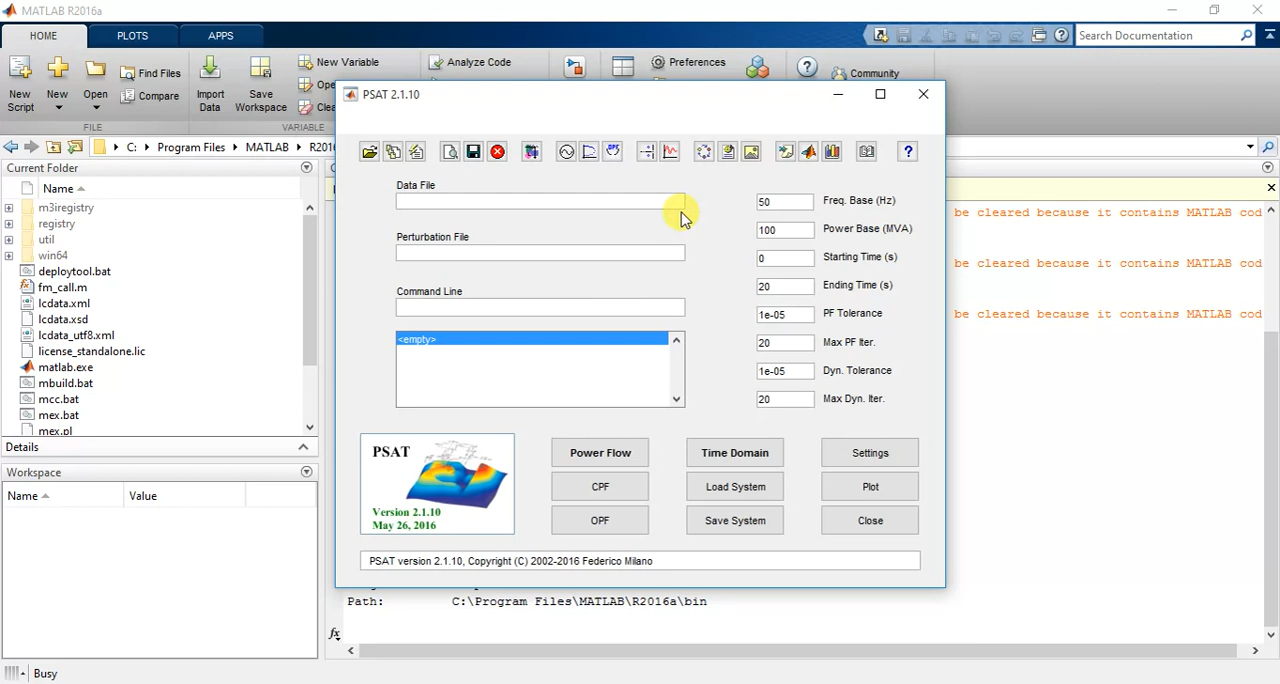 MATLAB R2016a
HOME
PLOTS
APPS
Search Documentation
New Script
New
Open
Find Files
Compare
Import Data
Save Workspace
New Variable
Analyze Code
Preferences
Community
FILE
VARIABLE
C: Program Files MATLAB
Current Folder
Name
m3iregistry
registry
util
win64
deploytool.bat
fm_call.m
lcdata.xml
lcdata.xsd
lcdata_utf8.xml
license_standalone.lic
matlab.exe
mbuild.bat
mcc.bat
mex.bat
mex.pl
Details
Workspace
Name
Value
Busy
PSAT 2.1.10
Data File
Perturbation File
Command Line
<empty>
50 Freq. Base (Hz)
100 Power Base (MVA)
0 Starting Time (s)
20 Ending Time (s)
1e-05 PF Tolerance
20 Max PF Iter.
1e-05 Dyn. Tolerance
20 Max Dyn. Iter.
PSAT
Version 2.1.10
May 26, 2016
Power Flow
Time Domain
Settings
CPF
Load System
Plot
OPF
Save System
Close
PSAT version 2.1.10, Copyright (C) 2002-2016 Federico Milano
be cleared because it contains MATLAB cod
be cleared because it contains MATLAB cod
be cleared because it contains MATLAB cod
Path: C:\Program Files\MATLAB\R2016a\bin